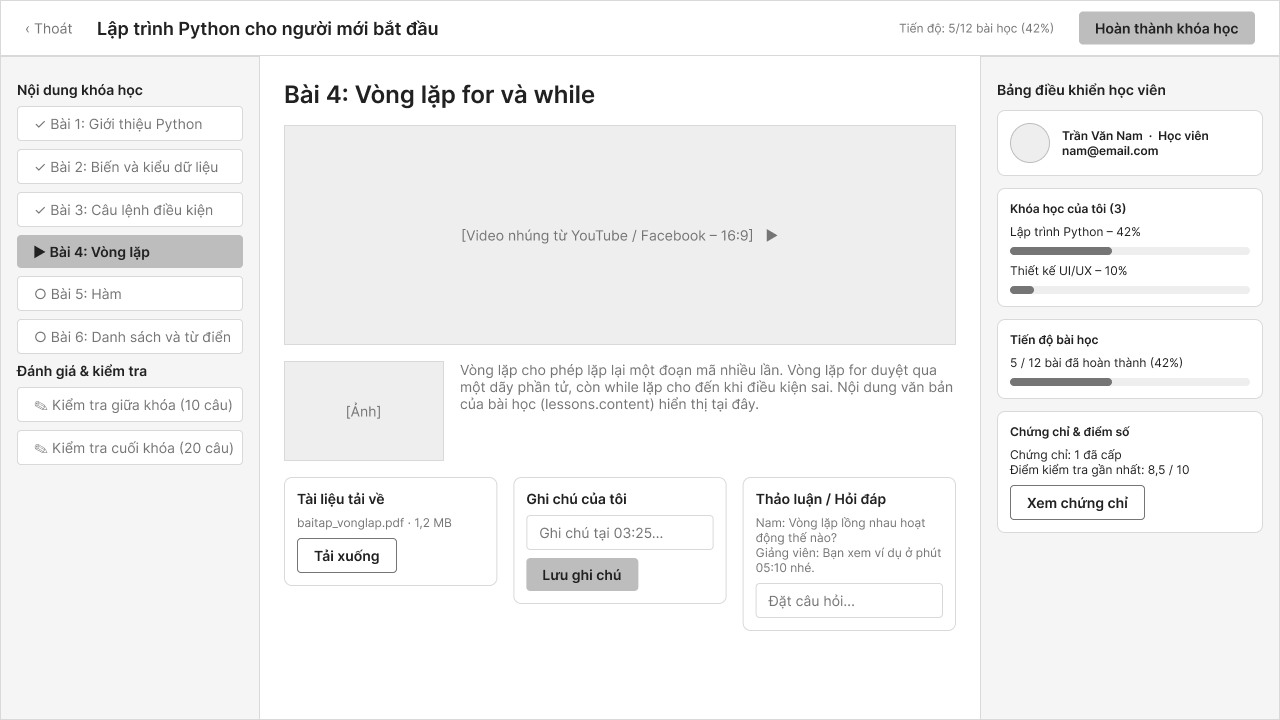 ‹ Thoát
Lập trình Python cho người mới bắt đầu
Tiến độ: 5/12 bài học (42%)
Hoàn thành khóa học
Nội dung khóa học
✓ Bài 1: Giới thiệu Python
✓ Bài 2: Biến và kiểu dữ liệu
✓ Bài 3: Câu lệnh điều kiện
▶ Bài 4: Vòng lặp
○ Bài 5: Hàm
○ Bài 6: Danh sách và từ điển
Đánh giá & kiểm tra
✎ Kiểm tra giữa khóa (10 câu)
✎ Kiểm tra cuối khóa (20 câu)
Bài 4: Vòng lặp for và while
[Video nhúng từ YouTube / Facebook – 16:9] ▶
[Ảnh]
Vòng lặp cho phép lặp lại một đoạn mã nhiều lần. Vòng lặp for duyệt qua
một dãy phần tử, còn while lặp cho đến khi điều kiện sai. Nội dung văn bản
của bài học (lessons.content) hiển thị tại đây.
Tài liệu tải về
baitap_vonglap.pdf · 1,2 MB
Tải xuống
Ghi chú của tôi
Ghi chú tại 03:25...
Lưu ghi chú
Thảo luận / Hỏi đáp
Nam: Vòng lặp lồng nhau hoạt
động thế nào?
Giảng viên: Bạn xem ví dụ ở phút
05:10 nhé.
Đặt câu hỏi...
Bảng điều khiển học viên
Trần Văn Nam · Học viên
nam@email.com
Khóa học của tôi (3)
Lập trình Python – 42%
Thiết kế UI/UX – 10%
Tiến độ bài học
5 / 12 bài đã hoàn thành (42%)
Chứng chỉ & điểm số
Chứng chỉ: 1 đã cấp
Điểm kiểm tra gần nhất: 8,5 / 10
Xem chứng chỉ